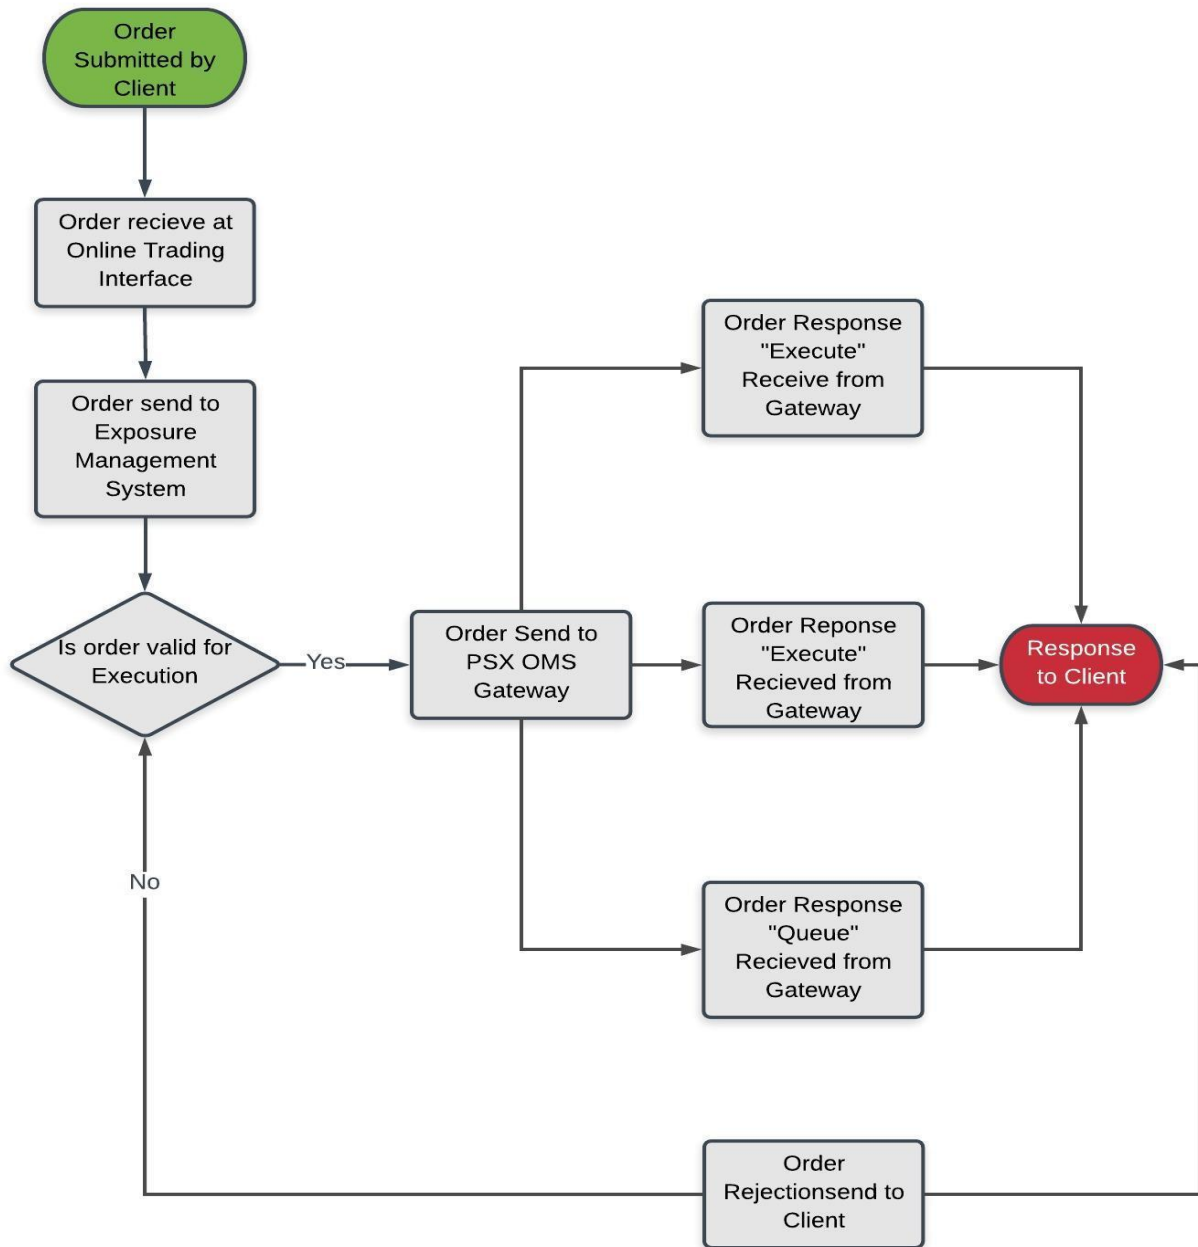 Order
Submitted by
Client
Order recieve at
Online Trading
Interface
Order send to
Exposure
Management
System
Is order valid for
Execution
Yes
No
Order Send to
PSX OMS
Gateway
Order Response
"Execute"
Receive from
Gateway
Order Reponse
"Execute"
Recieved from
Gateway
Order Response
"Queue"
Recieved from
Gateway
Response
to Client
Order
Rejectionsend to
Client